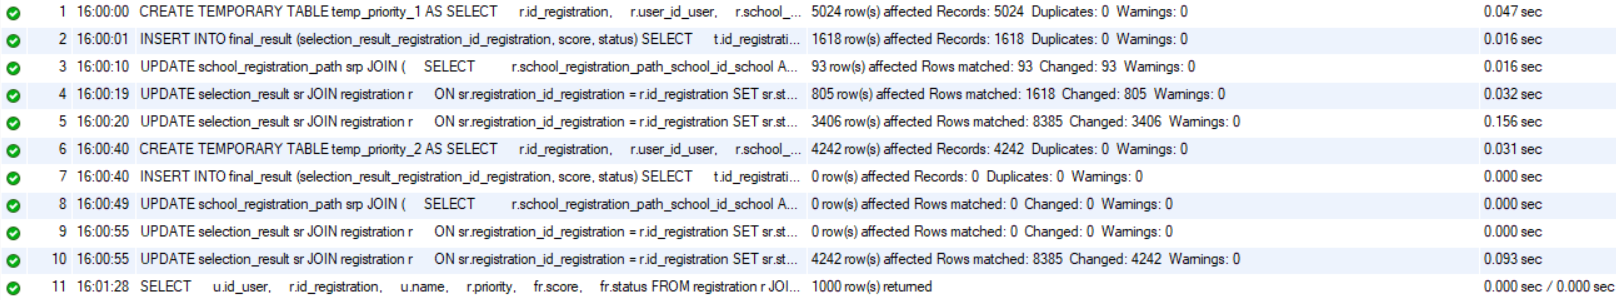 1 16:00:00 CREATE TEMPORARY TABLE temp_priority_1 AS SELECT r.id_registration, r.user_id_user, r.school_... 5024 row(s) affected Records: 5024 Duplicates: 0 Warnings: 0 0.047 sec
2 16:00:01 INSERT INTO final_result (selection_result_registration_id_registration, score, status) SELECT t.id_registrati... 1618 row(s) affected Records: 1618 Duplicates: 0 Warnings: 0 0.016 sec
3 16:00:10 UPDATE school_registration_path srp JOIN ( SELECT r.school_registration_path_school_id_school A... 93 row(s) affected Rows matched: 93 Changed: 93 Warnings: 0 0.016 sec
4 16:00:19 UPDATE selection_result sr JOIN registration r ON sr.registration_id_registration = r.id_registration SET sr.st... 805 row(s) affected Rows matched: 1618 Changed: 805 Warnings: 0 0.032 sec
5 16:00:20 UPDATE selection_result sr JOIN registration r ON sr.registration_id_registration = r.id_registration SET sr.st... 3406 row(s) affected Rows matched: 8385 Changed: 3406 Warnings: 0 0.156 sec
6 16:00:40 CREATE TEMPORARY TABLE temp_priority_2 AS SELECT r.id_registration, r.user_id_user, r.school_... 4242 row(s) affected Records: 4242 Duplicates: 0 Warnings: 0 0.031 sec
7 16:00:40 INSERT INTO final_result (selection_result_registration_id_registration, score, status) SELECT t.id_registrati... 0 row(s) affected Records: 0 Duplicates: 0 Warnings: 0 0.000 sec
8 16:00:49 UPDATE school_registration_path srp JOIN ( SELECT r.school_registration_path_school_id_school A... 0 row(s) affected Rows matched: 0 Changed: 0 Warnings: 0 0.000 sec
9 16:00:55 UPDATE selection_result sr JOIN registration r ON sr.registration_id_registration = r.id_registration SET sr.st... 0 row(s) affected Rows matched: 0 Changed: 0 Warnings: 0 0.000 sec
10 16:00:55 UPDATE selection_result sr JOIN registration r ON sr.registration_id_registration = r.id_registration SET sr.st... 4242 row(s) affected Rows matched: 8385 Changed: 4242 Warnings: 0 0.093 sec
11 16:01:28 SELECT u.id_user, r.id_registration, u.name, r.priority, fr.score, fr.status FROM registration r JOI... 1000 row(s) returned 0.000 sec / 0.000 sec